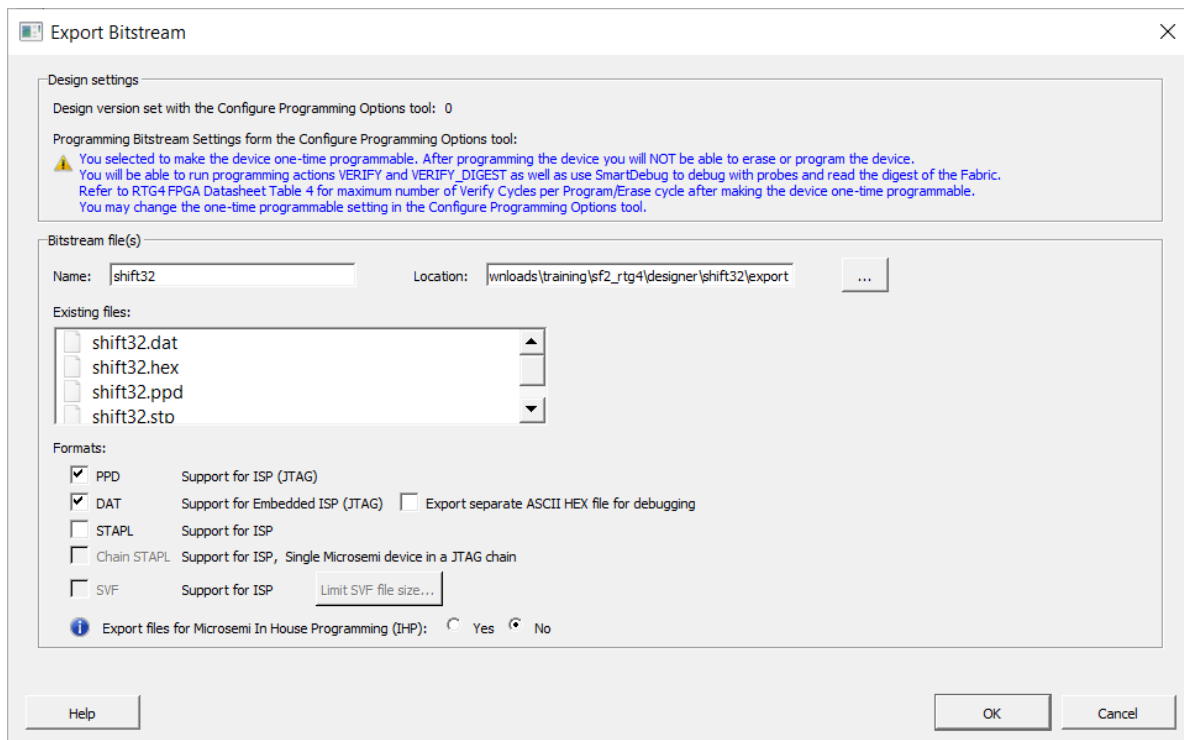 Export Bitstream
Design settings
Design version set with the Configure Programming Options tool: 0
Programming Bitstream Settings form the Configure Programming Options tool:
You selected to make the device one-time programmable. After programming the device you will NOT be able to erase or program the device.
You will be able to run programming actions VERIFY and VERIFY_DIGEST as well as use SmartDebug to debug with probes and read the digest of the Fabric.
Refer to RTG4 FPGA Datasheet Table 4 for maximum number of Verify Cycles per Program/Erase cycle after making the device one-time programmable.
You may change the one-time programmable setting in the Configure Programming Options tool.
Bitstream file(s)
Name: shift32 Location: wnloads\training\sf2_rtg4\designer\shift32\export ...
Existing files:
shift32.dat
shift32.hex
shift32.ppd
shift32.stp
Formats:
PPD Support for ISP (JTAG)
DAT Support for Embedded ISP (JTAG) Export separate ASCII HEX file for debugging
STAPL Support for ISP
Chain STAPL Support for ISP, Single Microsemi device in a JTAG chain
SVF Support for ISP Limit SVF file size...
Export files for Microsemi In House Programming (IHP): Yes No
Help OK Cancel